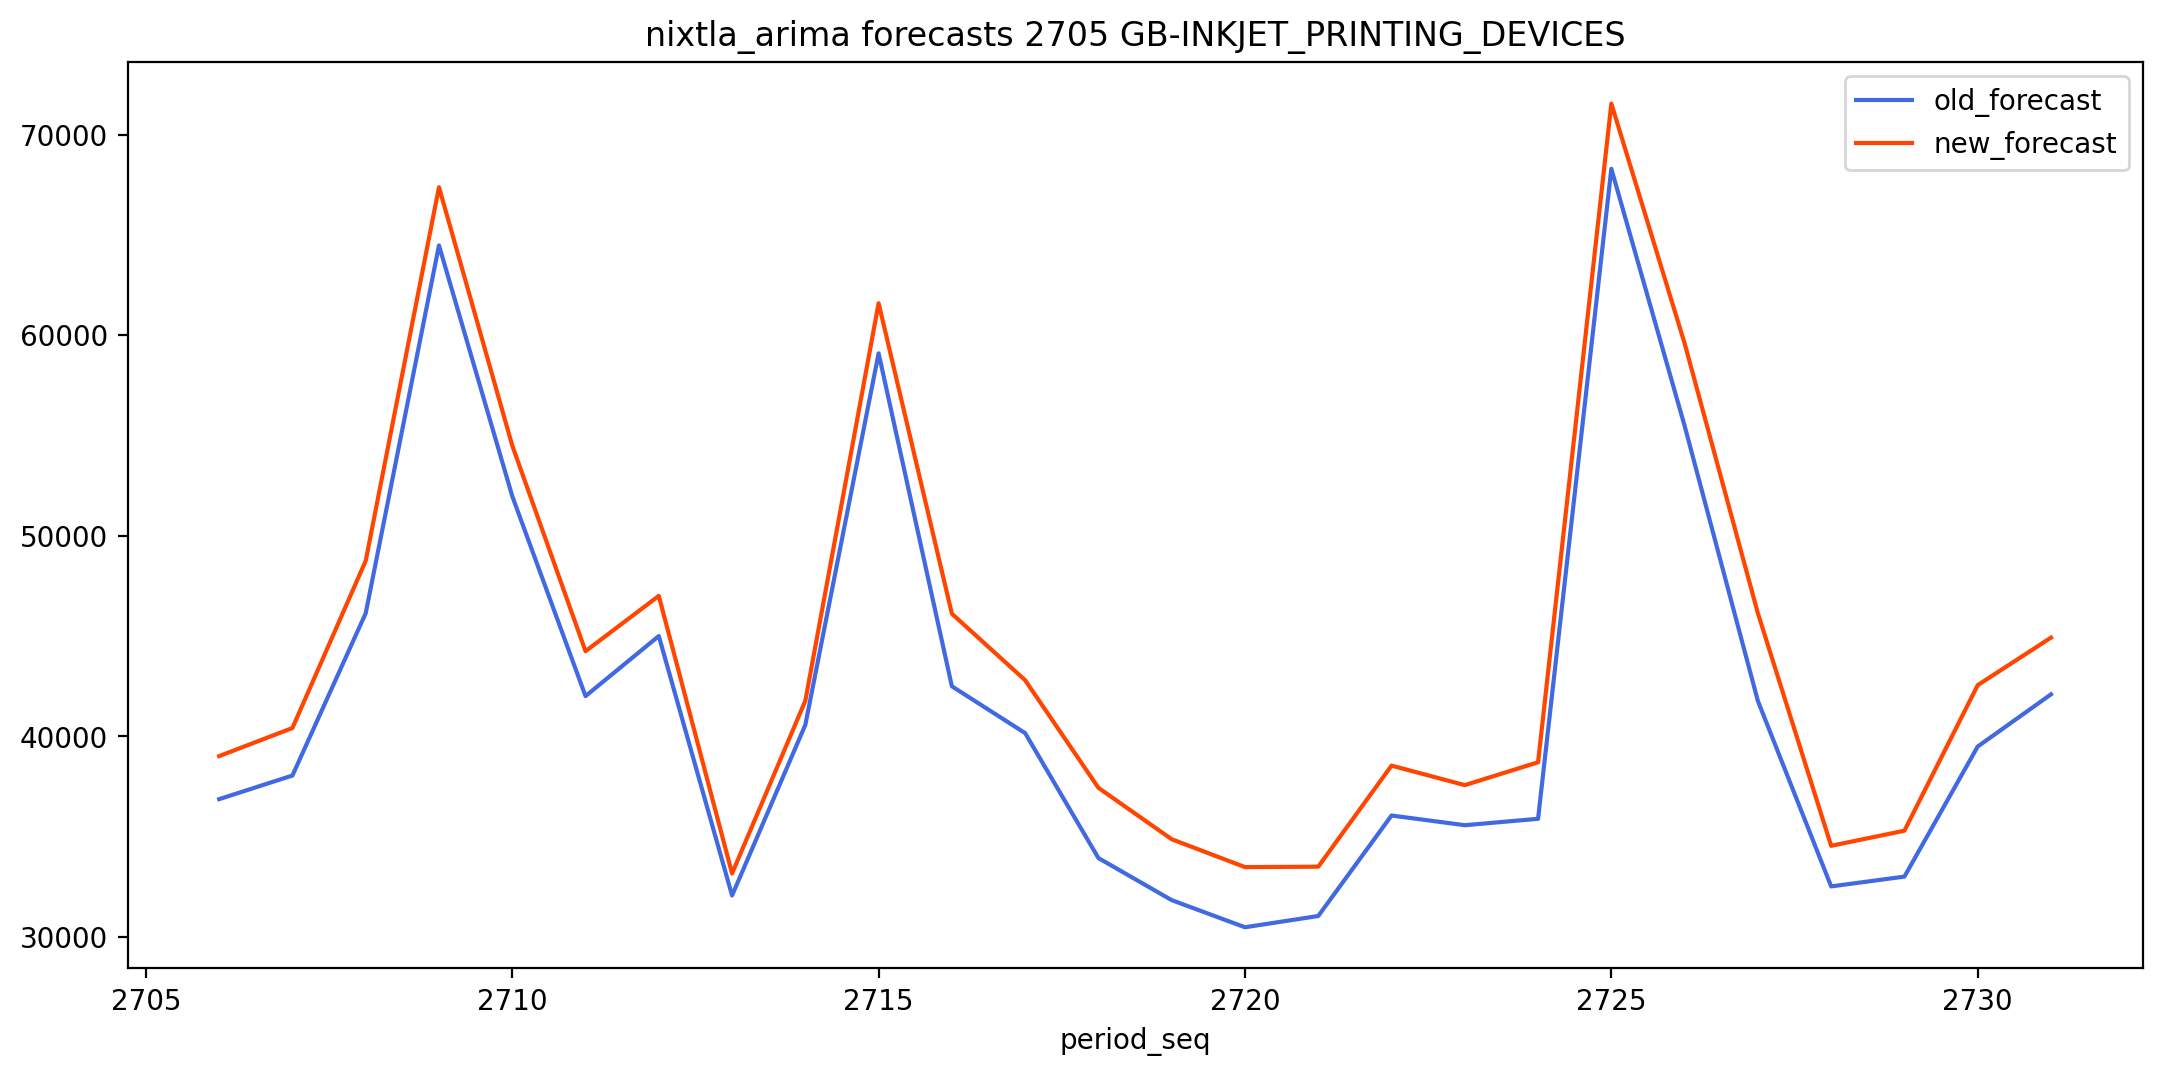 nixtla_arima forecasts 2705 GB-INKJET_PRINTING_DEVICES
old_forecast
new_forecast
70000
60000
50000
40000
30000
2705 2710 2715 2720 2725 2730
period_seq